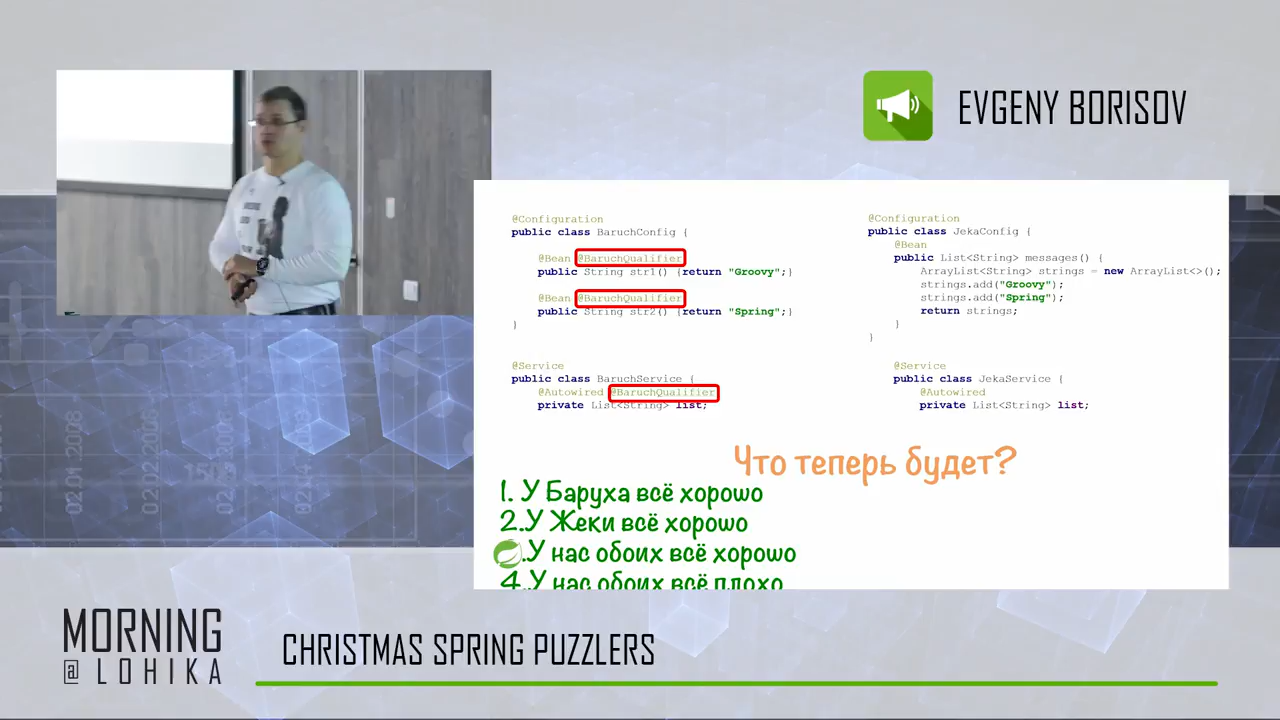 EVGENY BORISOV
@Configuration
public class BaruchConfig {
@Bean @BaruchQualifier
public String str1() {return "Groovy";}
@Bean @BaruchQualifier
public String str2() {return "Spring";}
}
@Service
public class BaruchService {
@Autowired @BaruchQualifier
private List<String> list;
@Configuration
public class JekaConfig {
@Bean
public List<String> messages() {
ArrayList<String> strings = new ArrayList<>();
strings.add("Groovy");
strings.add("Spring");
return strings;
}
}
@Service
public class JekaService {
@Autowired
private List<String> list;
Что теперь будет?
1. У Баруха всё хорошо
2.У Жеки всё хорошо
.У нас обоих всё хорошо
4.У нас обоих всё плохо
MORNING
@ LOHIKA
CHRISTMAS SPRING PUZZLERS